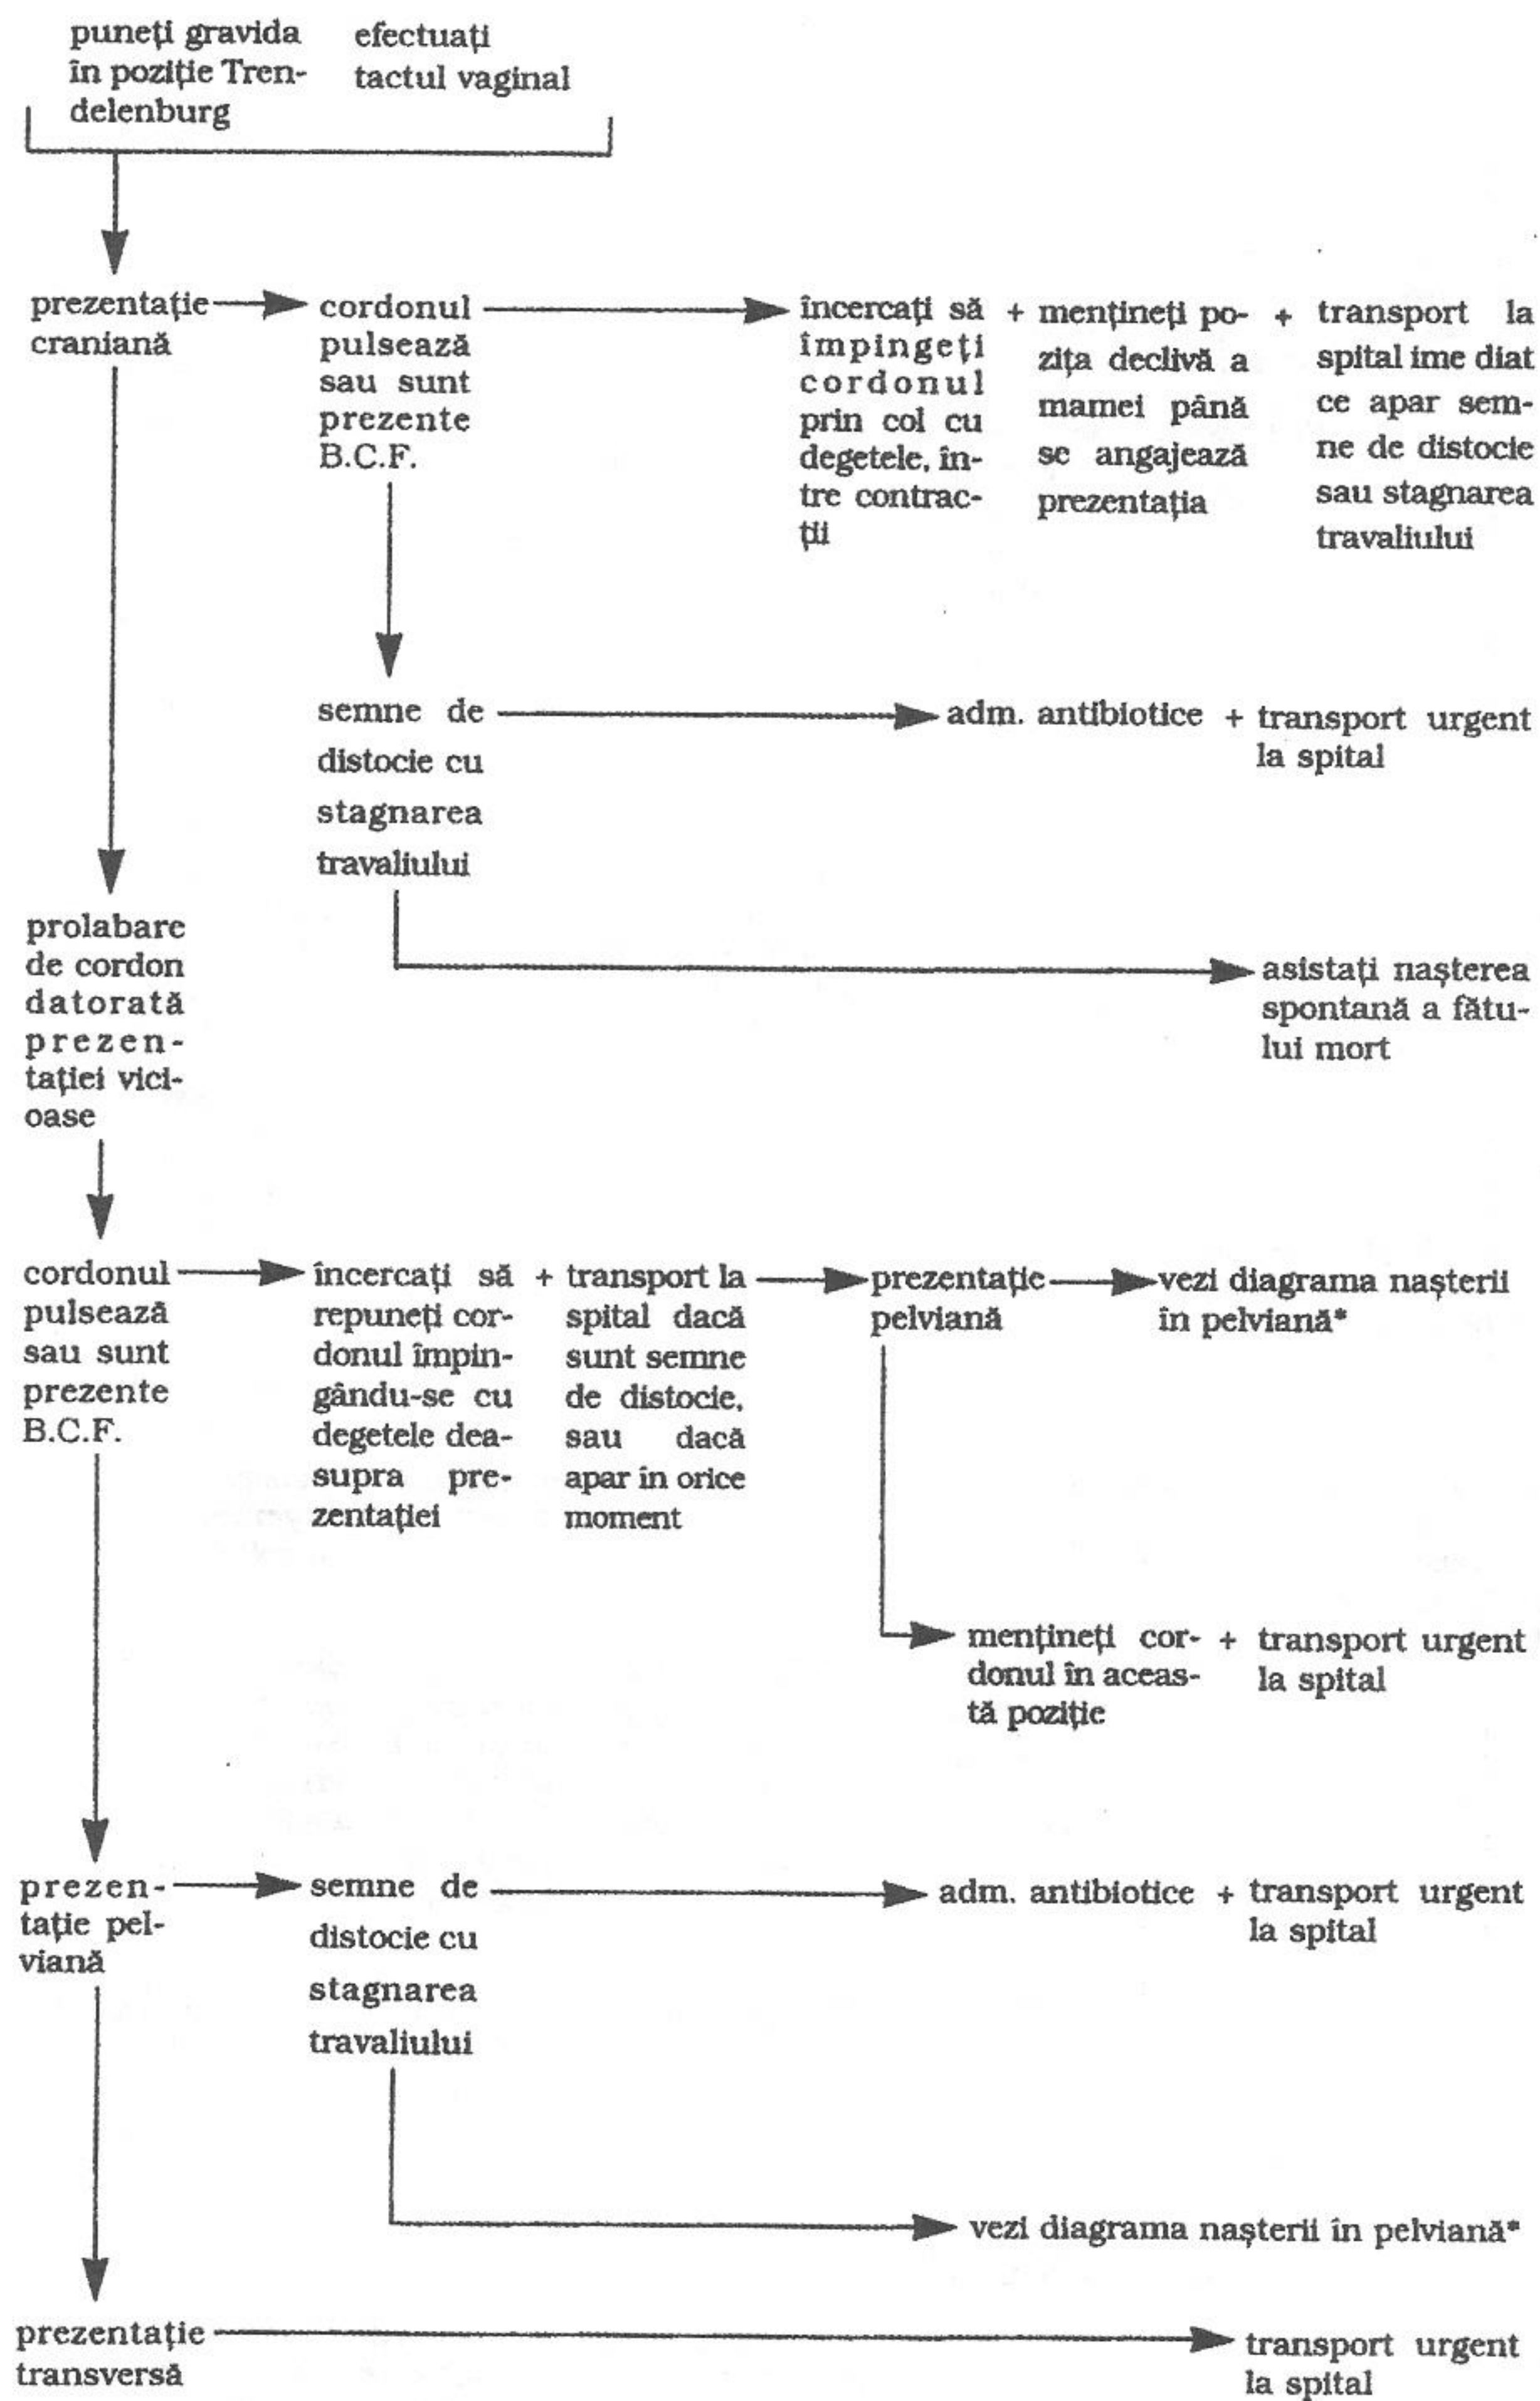 puneți gravida
în poziție Tren-
delenburg
efectuați
tactul vaginal
prezentație
craniană
cordonul
pulsează
sau sunt
prezente
B.C.F.
încercați să
împingeți
cordonul
prin col cu
degetele, în-
tre contrac-
ții
+ mențineți po-
zița declivă a
mamei până
se angajează
prezentația
+ transport la
spital ime diat
ce apar sem-
ne de distocie
sau stagnarea
travaliului
semne de
distocie cu
stagnarea
travaliului
adm. antibiotice + transport urgent
la spital
asistați nașterea
spontană a fătu-
lui mort
prolabare
de cordon
datorată
prezen-
tației vici-
oase
cordonul
pulsează
sau sunt
prezente
B.C.F.
încercați să
repuneți cor-
donul împin-
gându-se cu
degetele dea-
supra pre-
zentației
+ transport la
spital dacă
sunt semne
de distocie,
sau dacă
apar în orice
moment
prezentație
pelviană
vezi diagrama nașterii
în pelviană*
mențineți cor-
donul în aceas-
tă poziție
+ transport urgent
la spital
prezen-
tație pel-
viană
semne de
distocie cu
stagnarea
travaliului
adm. antibiotice + transport urgent
la spital
vezi diagrama nașterii în pelviană*
prezentație
transversă
transport urgent
la spital